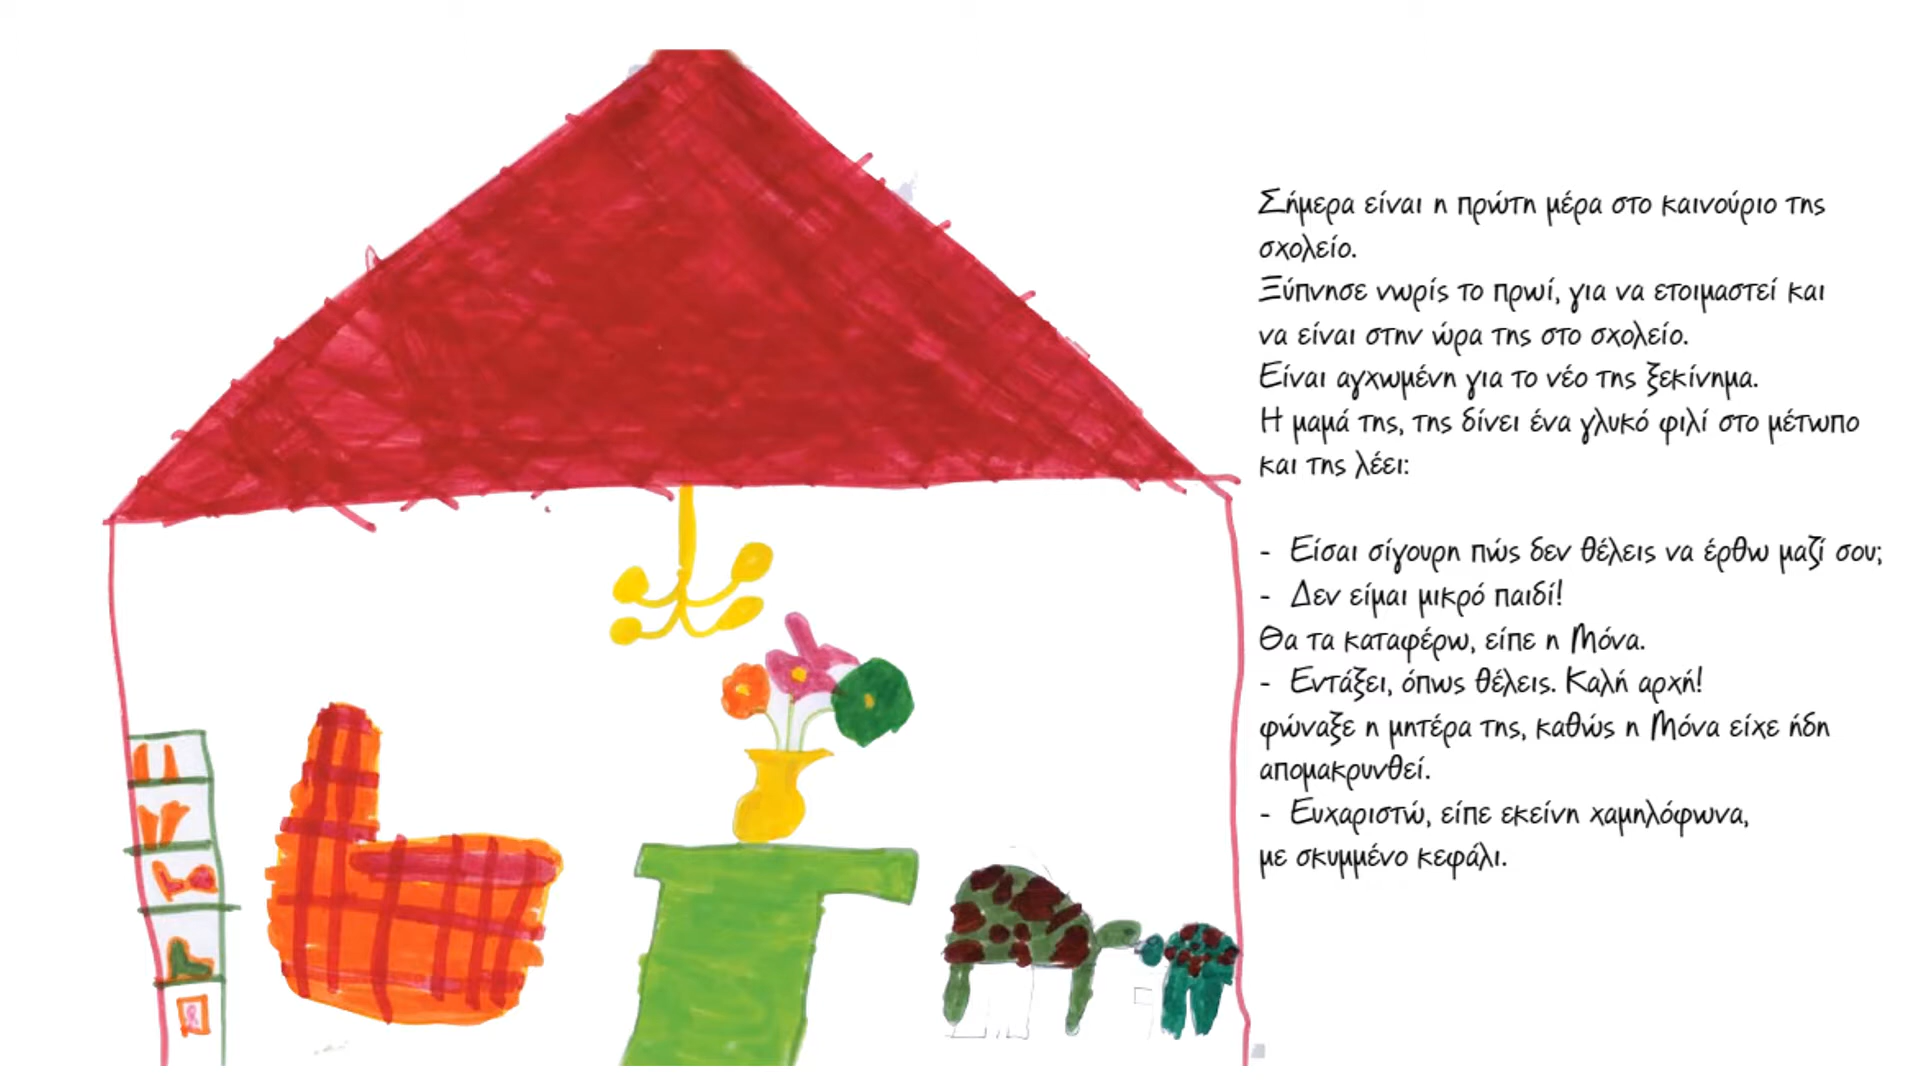 Σήμερα είναι η πρώτη μέρα στο καινούριο της
σχολείο.
Ξύπνησε νωρίς το πρωί, για να ετοιμαστεί και
να είναι στην ώρα της στο σχολείο.
Είναι αγχωμένη για το νέο της ξεκίνημα.
Η μαμά της, της δίνει ένα γλυκό φιλί στο μέτωπο
και της λέει:
- Είσαι σίγουρη πώς δεν θέλεις να έρθω μαζί σου;
- Δεν είμαι μικρό παιδί!
Θα τα καταφέρω, είπε η Μόνα.
- Εντάξει, όπως θέλεις. Καλή αρχή!
φώναξε η μητέρα της, καθώς η Μόνα είχε ήδη
απομακρυνθεί.
- Ευχαριστώ, είπε εκείνη χαμηλόφωνα,
με σκυμμένο κεφάλι.